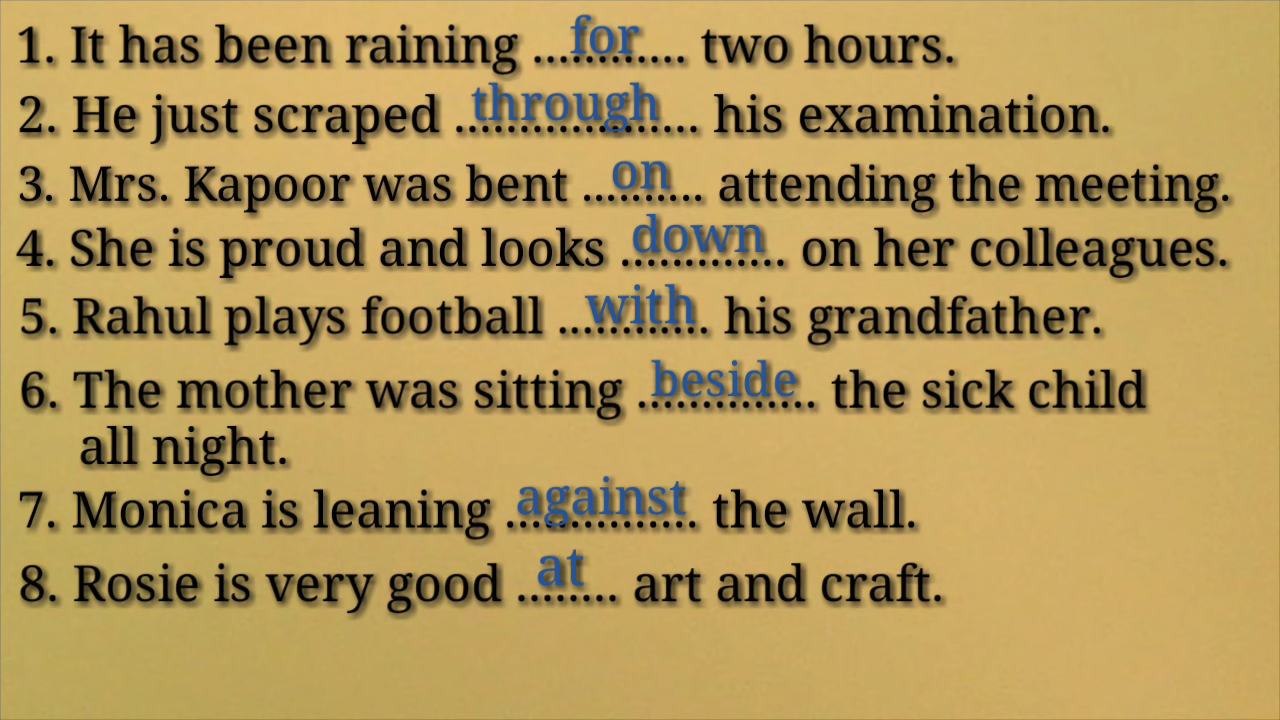 1. It has been raining ...for... two hours.
2. He just scraped ...through... his examination.
3. Mrs. Kapoor was bent ...on... attending the meeting.
4. She is proud and looks ...down... on her colleagues.
5. Rahul plays football ...with... his grandfather.
6. The mother was sitting ...beside... the sick child
all night.
7. Monica is leaning ...against... the wall.
8. Rosie is very good ...at... art and craft.